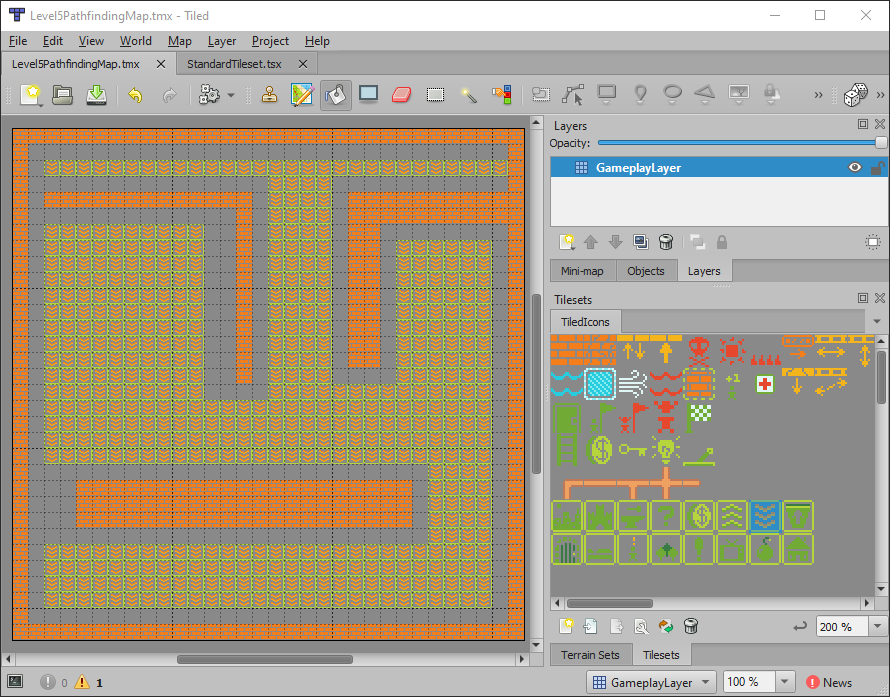 Level5PathfindingMap.tmx - Tiled
File Edit View World Map Layer Project Help
Level5PathfindingMap.tmx StandardTileset.tsx
Layers
Opacity:
GameplayLayer
Mini-map Objects Layers
Tilesets
TiledIcons
+1
?
200 %
Terrain Sets Tilesets
0 1 GameplayLayer 100 % News